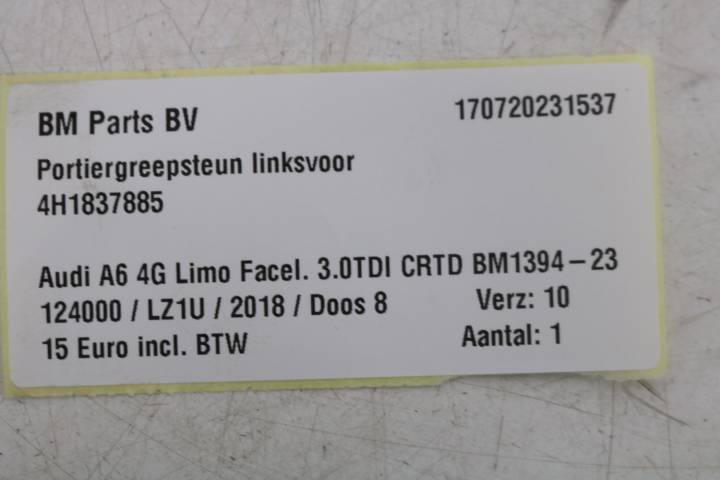 BM Parts BV 170720231537
Portiergreepsteun linksvoor
4H1837885
Audi A6 4G Limo Facel. 3.0TDI CRTD BM1394-23
124000 / LZ1U / 2018 / Doos 8 Verz: 10
15 Euro incl. BTW Aantal: 1